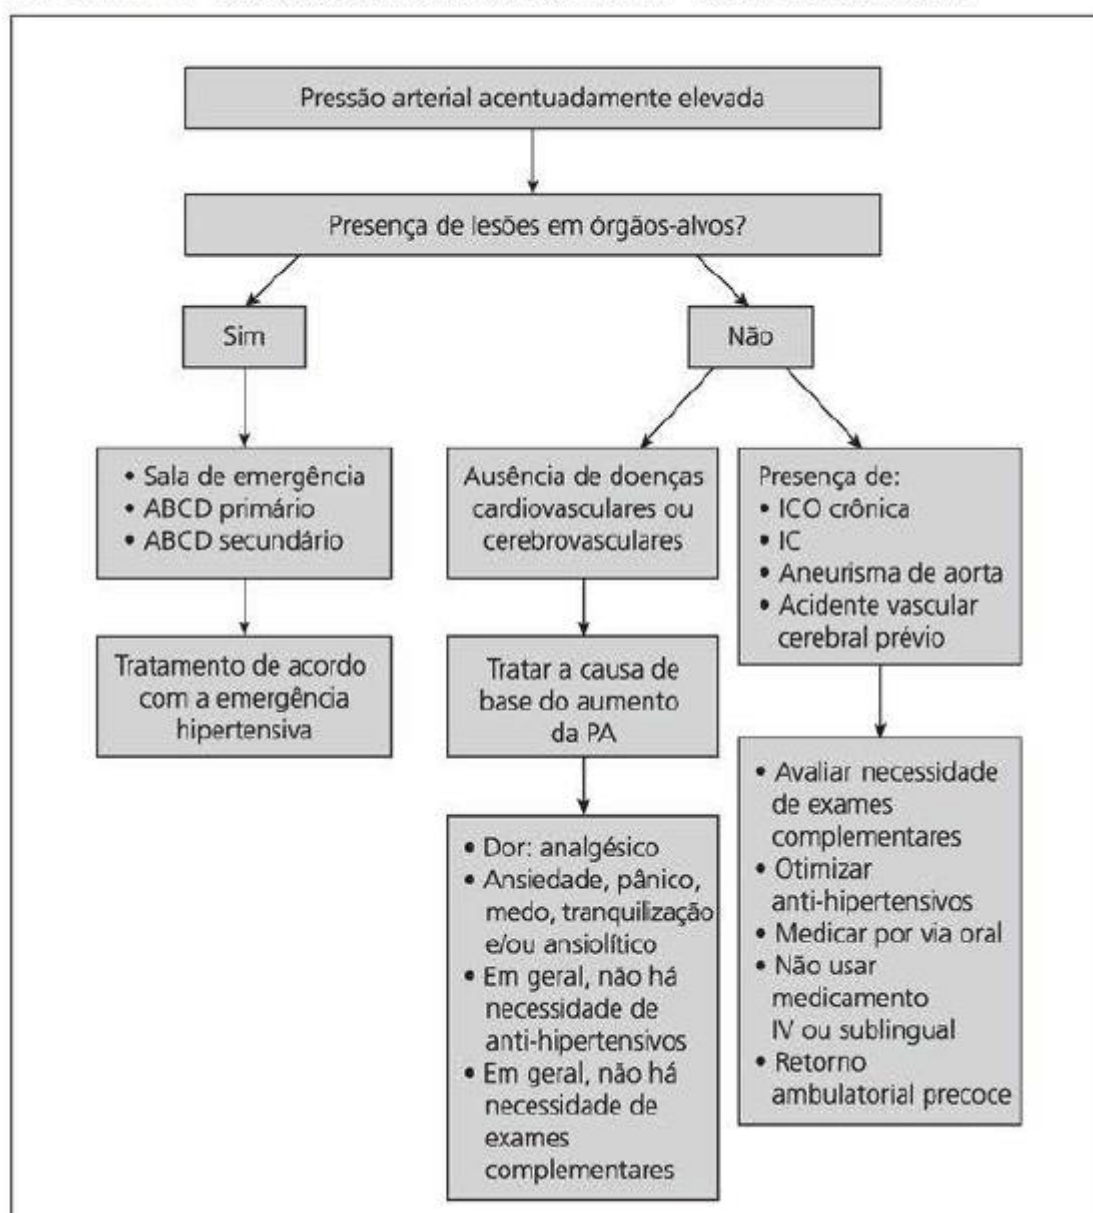 Pressão arterial acentuadamente elevada
Presença de lesões em órgãos-alvos?
Sim
Não
• Sala de emergência
• ABCD primário
• ABCD secundário
Tratamento de acordo
com a emergência
hipertensiva
Ausência de doenças
cardiovasculares ou
cerebrovasculares
Tratar a causa de
base do aumento
da PA
• Dor: analgésico
• Ansiedade, pânico,
medo, tranquilização
e/ou ansiolítico
• Em geral, não há
necessidade de
anti-hipertensivos
• Em geral, não há
necessidade de
exames
complementares
Presença de:
• ICO crônica
• IC
• Aneurisma de aorta
• Acidente vascular
cerebral prévio
• Avaliar necessidade
de exames
complementares
• Otimizar
anti-hipertensivos
• Medicar por via oral
• Não usar
medicamento
IV ou sublingual
• Retorno
ambulatorial precoce